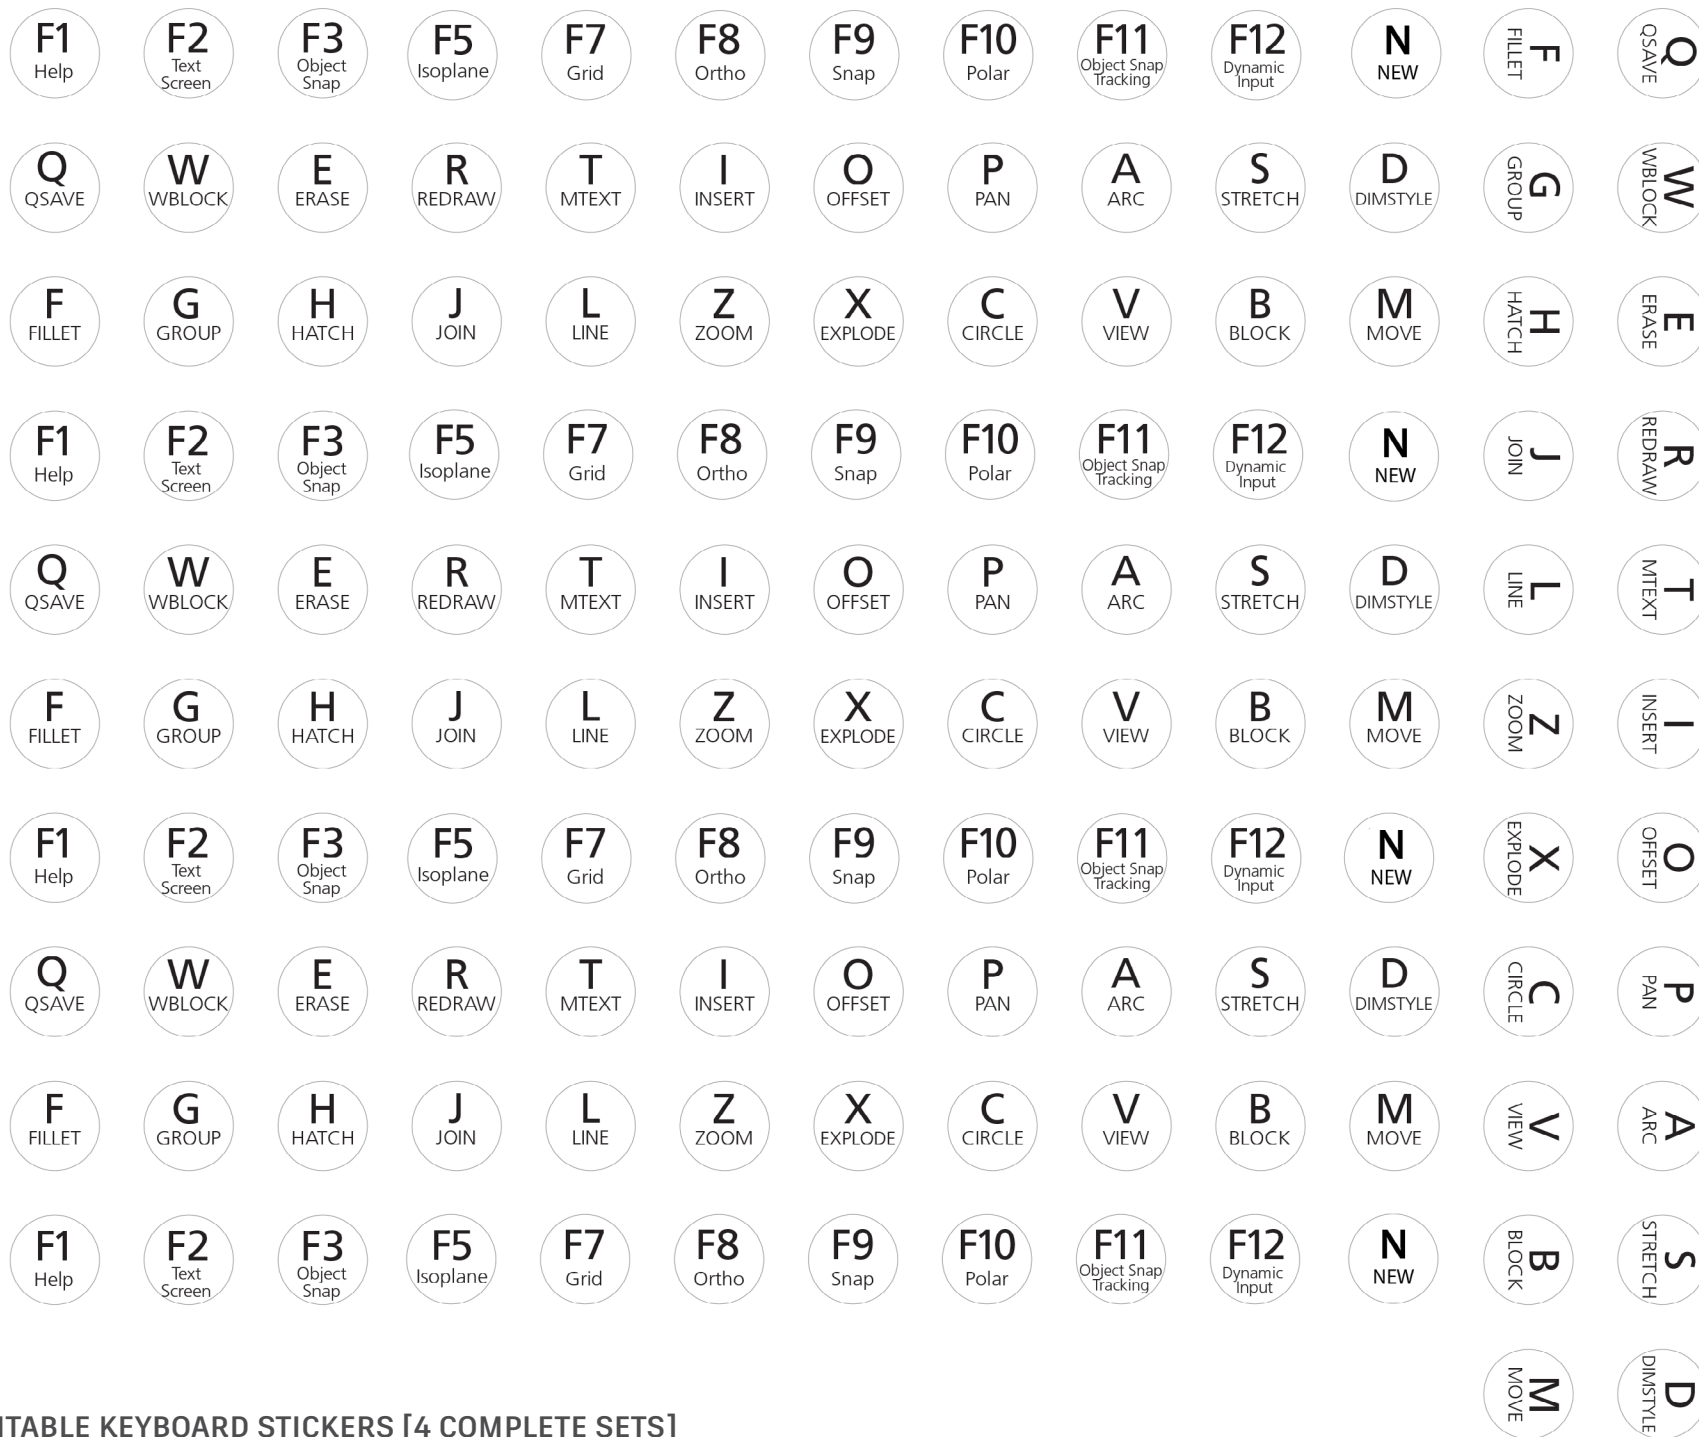 F1 Help
F2 Text Screen
F3 Object Snap
F5 Isoplane
F7 Grid
F8 Ortho
F9 Snap
F10 Polar
F11 Object Snap Tracking
F12 Dynamic Input
N NEW
Q QSAVE
W WBLOCK
E ERASE
R REDRAW
T MTEXT
I INSERT
O OFFSET
P PAN
A ARC
S STRETCH
D DIMSTYLE
F FILLET
G GROUP
H HATCH
J JOIN
L LINE
Z ZOOM
X EXPLODE
C CIRCLE
V VIEW
B BLOCK
M MOVE
F1 Help
F2 Text Screen
F3 Object Snap
F5 Isoplane
F7 Grid
F8 Ortho
F9 Snap
F10 Polar
F11 Object Snap Tracking
F12 Dynamic Input
N NEW
Q QSAVE
W WBLOCK
E ERASE
R REDRAW
T MTEXT
I INSERT
O OFFSET
P PAN
A ARC
S STRETCH
D DIMSTYLE
F FILLET
G GROUP
H HATCH
J JOIN
L LINE
Z ZOOM
X EXPLODE
C CIRCLE
V VIEW
B BLOCK
M MOVE
F1 Help
F2 Text Screen
F3 Object Snap
F5 Isoplane
F7 Grid
F8 Ortho
F9 Snap
F10 Polar
F11 Object Snap Tracking
F12 Dynamic Input
N NEW
Q QSAVE
W WBLOCK
E ERASE
R REDRAW
T MTEXT
I INSERT
O OFFSET
P PAN
A ARC
S STRETCH
D DIMSTYLE
F FILLET
G GROUP
H HATCH
J JOIN
L LINE
Z ZOOM
X EXPLODE
C CIRCLE
V VIEW
B BLOCK
M MOVE
F1 Help
F2 Text Screen
F3 Object Snap
F5 Isoplane
F7 Grid
F8 Ortho
F9 Snap
F10 Polar
F11 Object Snap Tracking
F12 Dynamic Input
N NEW
F FILLET
G GROUP
H HATCH
J JOIN
L LINE
Z ZOOM
X EXPLODE
C CIRCLE
V VIEW
B BLOCK
M MOVE
Q QSAVE
W WBLOCK
E ERASE
R REDRAW
T MTEXT
I INSERT
O OFFSET
P PAN
A ARC
S STRETCH
D DIMSTYLE
ITABLE KEYBOARD STICKERS [4 COMPLETE SETS]